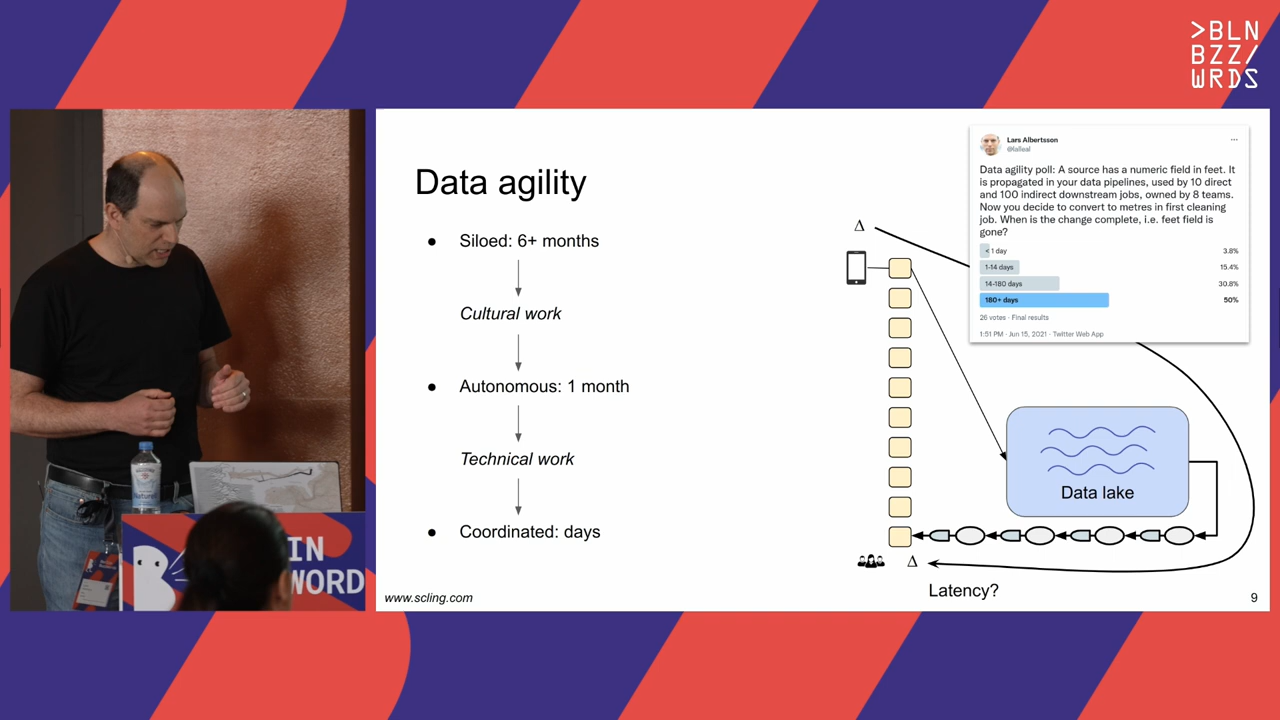 >BLN
BZZ/
WRDS
Data agility
● Siloed: 6+ months
Cultural work
● Autonomous: 1 month
Technical work
● Coordinated: days
www.scling.com
Lars Albertsson
@lalleal
...
Data agility poll: A source has a numeric field in feet. It
is propagated in your data pipelines, used by 10 direct
and 100 indirect downstream jobs, owned by 8 teams.
Now you decide to convert to metres in first cleaning
job. When is the change complete, i.e. feet field is
gone?
< 1 day 3.8%
1-14 days 15.4%
14-180 days 30.8%
180+ days 50%
26 votes · Final results
1:51 PM · Jun 15, 2021 · Twitter Web App
Δ
Data lake
Δ
Latency?
9
IN
WORD